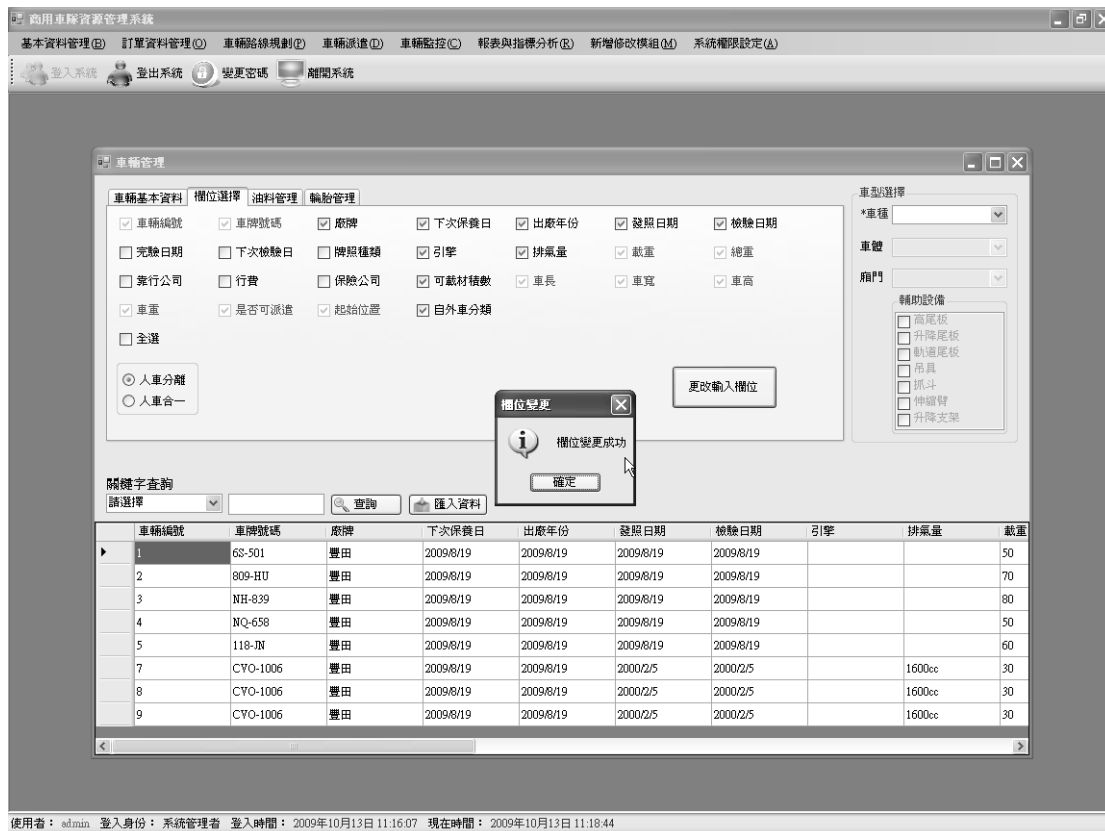 商用車隊資源管理系統
基本資料管理(B) 訂單資料管理(O) 車輛路線規劃(P) 車輛派遣(D) 車輛監控(C) 報表與指標分析(R) 新增修改模組(M) 系統權限設定(A)
登入系統 登出系統 變更密碼 離開系統
車輛管理
車輛基本資料 欄位選擇 油料管理 輪胎管理
車輛編號 車牌號碼 廠牌 下次保養日 出廠年份 發照日期 檢驗日期
完驗日期 下次檢驗日 牌照種類 引擎 排氣量 載重 總重
靠行公司 行費 保險公司 可載材積數 車長 車寬 車高
車重 是否可派遣 起始位置 自外車分類
全選
人車分離
人車合一
更改輸入欄位
車型選擇
*車種
車體
廂門
輔助設備
高尾板
升降尾板
軌道尾板
吊具
抓斗
伸縮臂
升降支架
欄位變更
欄位變更成功
確定
關鍵字查詢
請選擇 查詢 匯入資料
車輛編號 車牌號碼 廠牌 下次保養日 出廠年份 發照日期 檢驗日期 引擎 排氣量 載重
1 6S-501 豐田 2009/8/19 2009/8/19 2009/8/19 2009/8/19 50
2 809-HU 豐田 2009/8/19 2009/8/19 2009/8/19 2009/8/19 70
3 NH-839 豐田 2009/8/19 2009/8/19 2009/8/19 2009/8/19 80
4 NQ-658 豐田 2009/8/19 2009/8/19 2009/8/19 2009/8/19 50
5 118-JN 豐田 2009/8/19 2009/8/19 2009/8/19 2009/8/19 60
7 CVO-1006 豐田 2009/8/19 2009/8/19 2000/2/5 2000/2/5 1600cc 30
8 CVO-1006 豐田 2009/8/19 2009/8/19 2000/2/5 2000/2/5 1600cc 30
9 CVO-1006 豐田 2009/8/19 2009/8/19 2000/2/5 2000/2/5 1600cc 30
使用者： admin 登入身份： 系統管理者 登入時間： 2009年10月13日 11:16:07 現在時間： 2009年10月13日 11:18:44